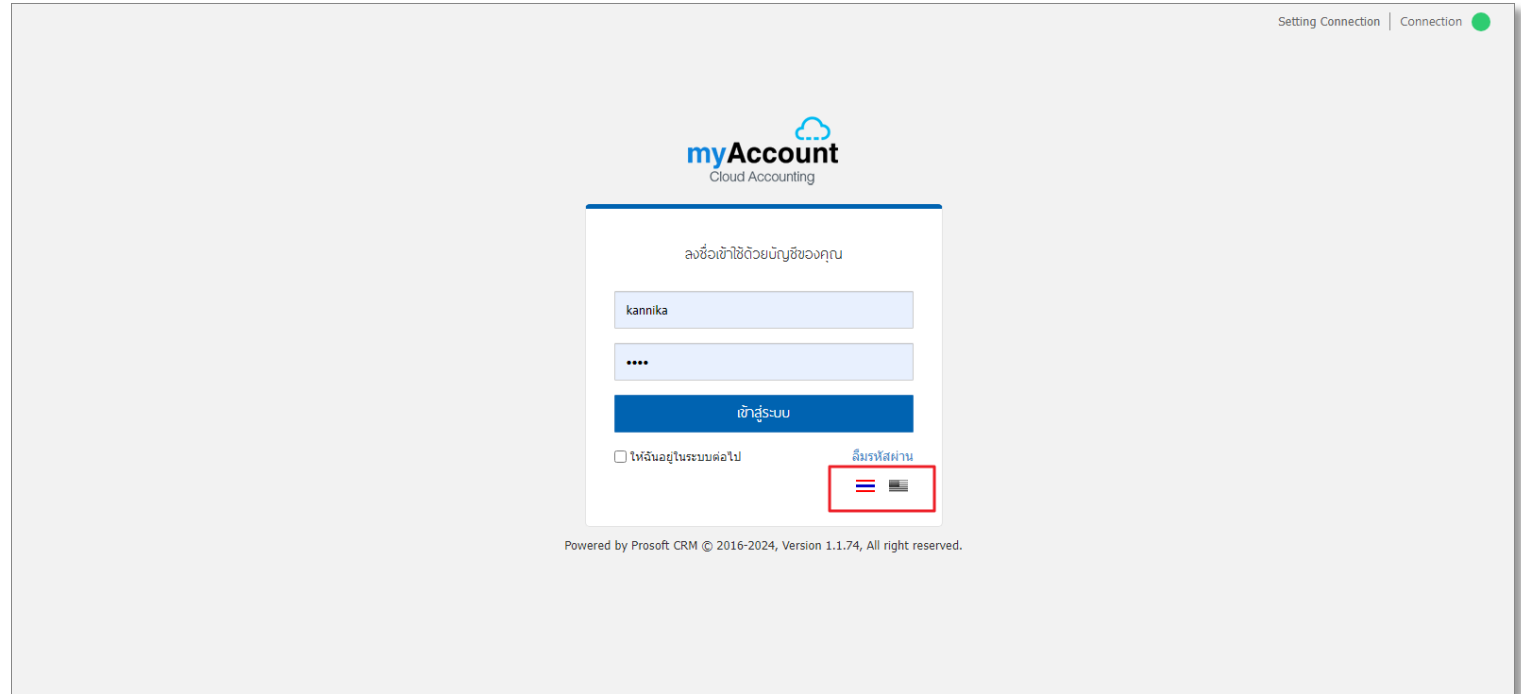 Setting Connection | Connection
myAccount
Cloud Accounting
ลงชื่อเข้าใช้ด้วยบัญชีของคุณ
kannika
••••
เข้าสู่ระบบ
ให้ฉันอยู่ในระบบต่อไป ลืมรหัสผ่าน
Powered by Prosoft CRM © 2016-2024, Version 1.1.74, All right reserved.